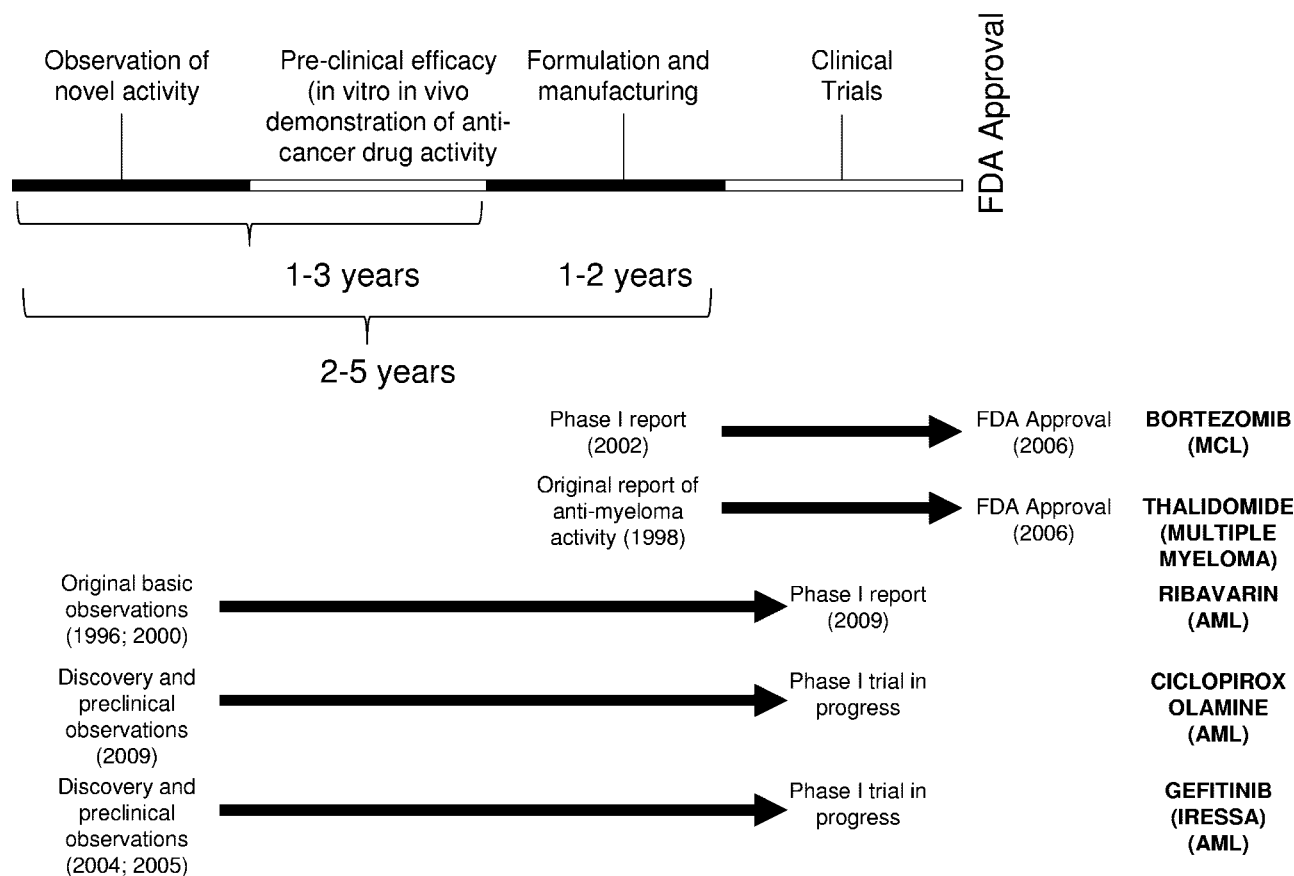 Observation of
novel activity
Pre-clinical efficacy
(in vitro in vivo
demonstration of anti-
cancer drug activity
Formulation and
manufacturing
Clinical
Trials
FDA Approval
1-3 years
1-2 years
2-5 years
Phase I report
(2002)
FDA Approval
(2006)
BORTEZOMIB
(MCL)
Original report of
anti-myeloma
activity (1998)
FDA Approval
(2006)
THALIDOMIDE
(MULTIPLE
MYELOMA)
Original basic
observations
(1996; 2000)
Phase I report
(2009)
RIBAVARIN
(AML)
Discovery and
preclinical
observations
(2009)
Phase I trial in
progress
CICLOPIROX
OLAMINE
(AML)
Discovery and
preclinical
observations
(2004; 2005)
Phase I trial in
progress
GEFITINIB
(IRESSA)
(AML)